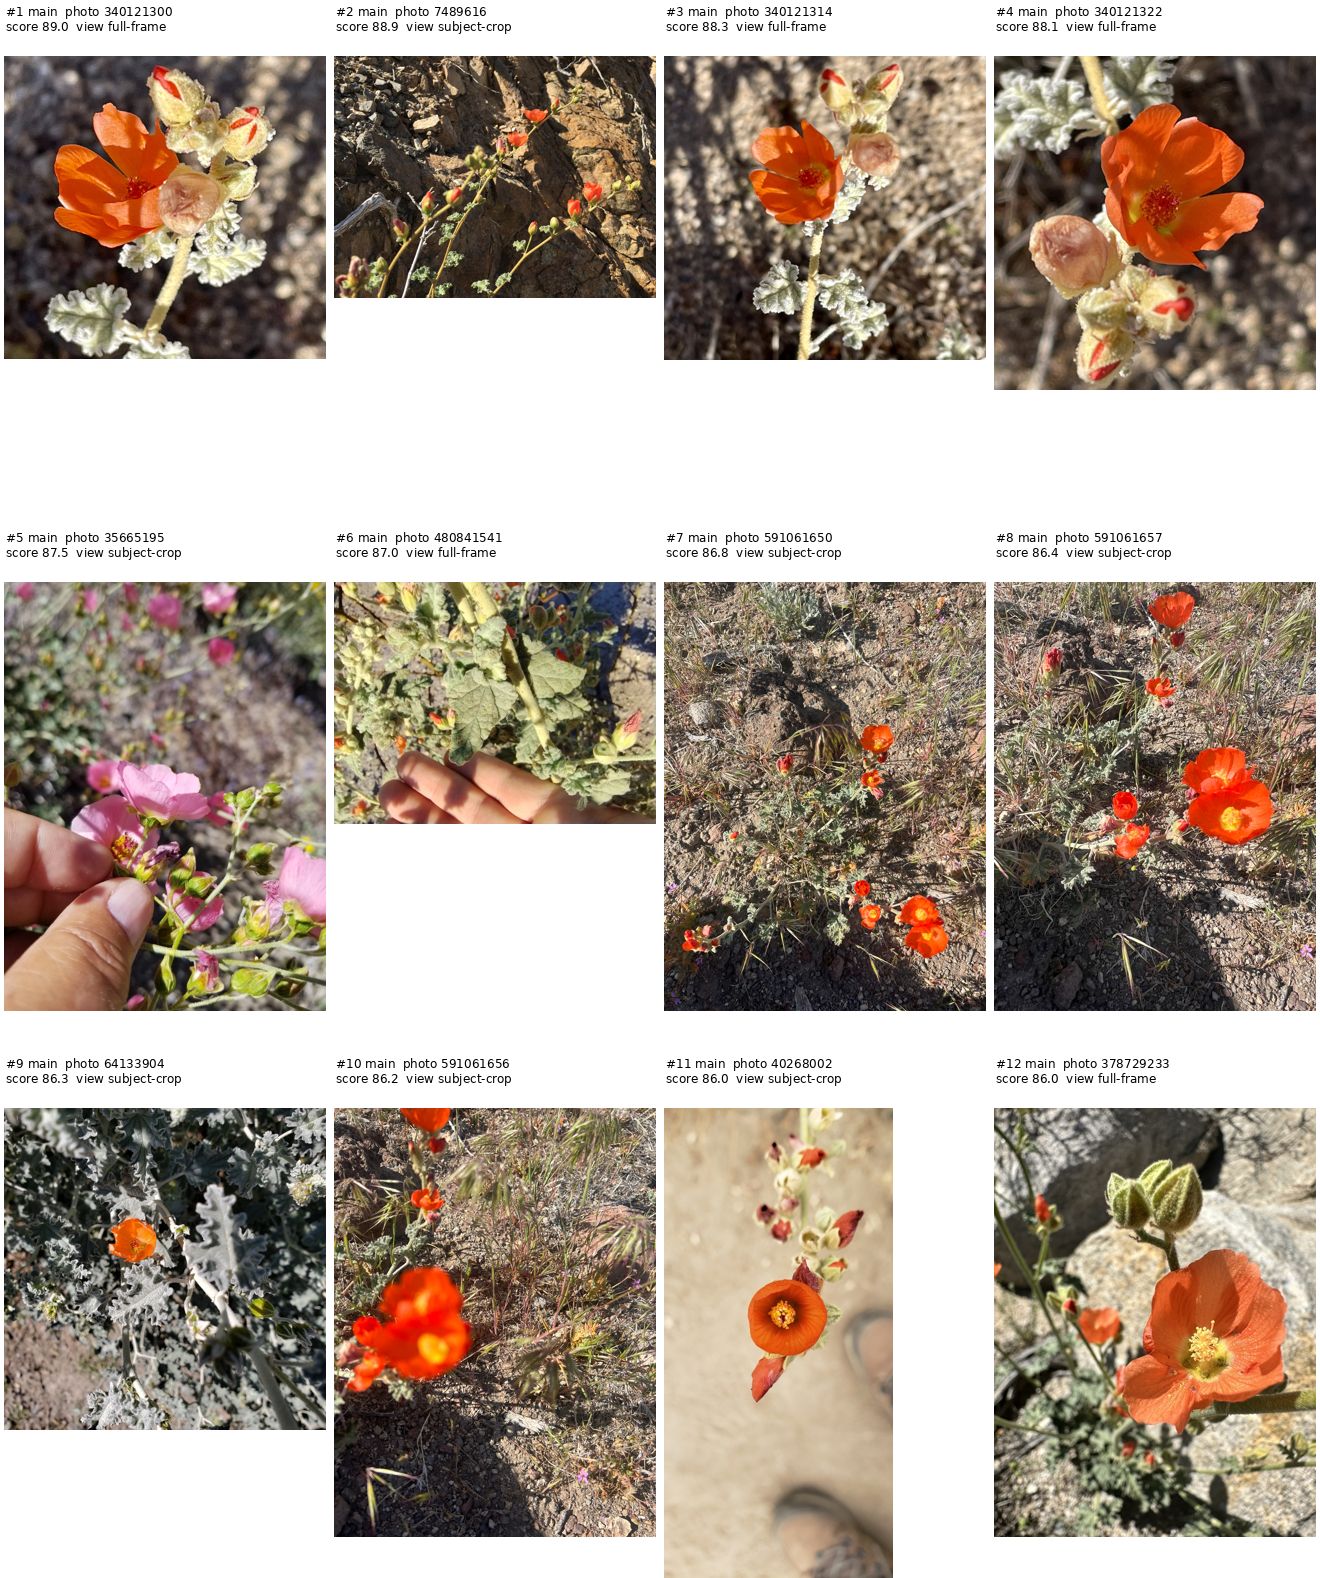 #1 main  photo 340121300
score 89.0  view full-frame
#2 main  photo 7489616
score 88.9  view subject-crop
#3 main  photo 340121314
score 88.3  view full-frame
#4 main  photo 340121322
score 88.1  view full-frame
#5 main  photo 35665195
score 87.5  view subject-crop
#6 main  photo 480841541
score 87.0  view full-frame
#7 main  photo 591061650
score 86.8  view subject-crop
#8 main  photo 591061657
score 86.4  view subject-crop
#9 main  photo 64133904
score 86.3  view subject-crop
#10 main  photo 591061656
score 86.2  view subject-crop
#11 main  photo 40268002
score 86.0  view subject-crop
#12 main  photo 378729233
score 86.0  view full-frame